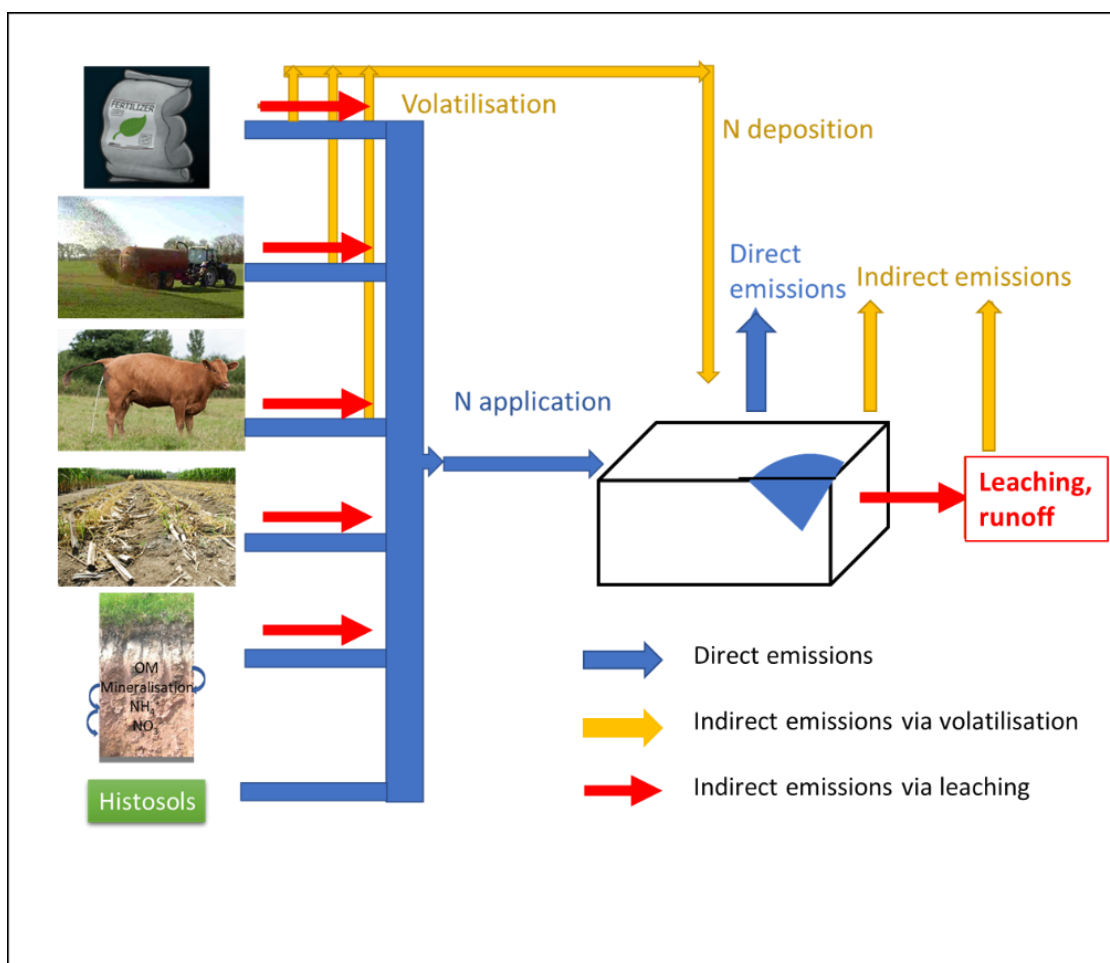 FERTILIZER
Volatilisation
N deposition
Direct
emissions
Indirect emissions
N application
Leaching,
runoff
OM
Mineralisation
NH₄⁺
NO₃⁻
Histosols
Direct emissions
Indirect emissions via volatilisation
Indirect emissions via leaching